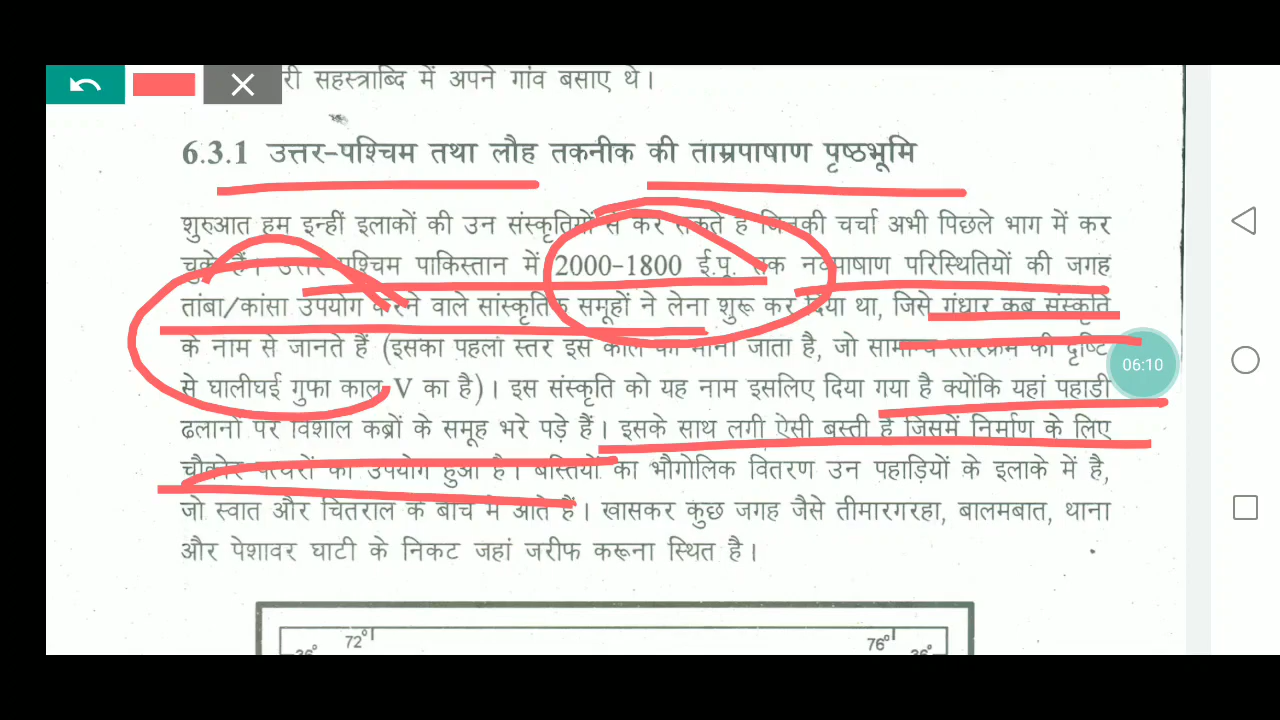 री सहस्त्राब्दि में अपने गांव बसाए थे।
6.3.1 उत्तर-पश्चिम तथा लौह तकनीक की ताम्रपाषाण पृष्ठभूमि
शुरुआत हम इन्हीं इलाकों की उन संस्कृतियों से कर सकते हैं जिनकी चर्चा अभी पिछले भाग में कर
चुके हैं। उत्तर पश्चिम पाकिस्तान में 2000-1800 ई.पू. तक नवपाषाण परिस्थितियों की जगह
तांबा/कांसा उपयोग करने वाले सांस्कृतिक समूहों ने लेना शुरू कर दिया था, जिसे गंधार कब्र संस्कृति
के नाम से जानते हैं (इसका पहला स्तर इस काल का माना जाता है, जो सामान्य स्तरक्रम की दृष्टि
से घालीघई गुफा काल V का है)। इस संस्कृति को यह नाम इसलिए दिया गया है क्योंकि यहां पहाड़ी
ढलानों पर विशाल कब्रों के समूह भरे पड़े हैं। इसके साथ लगी ऐसी बस्ती है जिसमें निर्माण के लिए
चौकोर पत्थरों का उपयोग हुआ है। बस्तियों का भौगोलिक वितरण उन पहाड़ियों के इलाके में है,
जो स्वात और चितराल के बीच में आते हैं। खासकर कुछ जगह जैसे तीमारगरहा, बालमबात, थाना
और पेशावर घाटी के निकट जहां जरीफ करूना स्थित है।
72° 76°
36° 36°
06:10